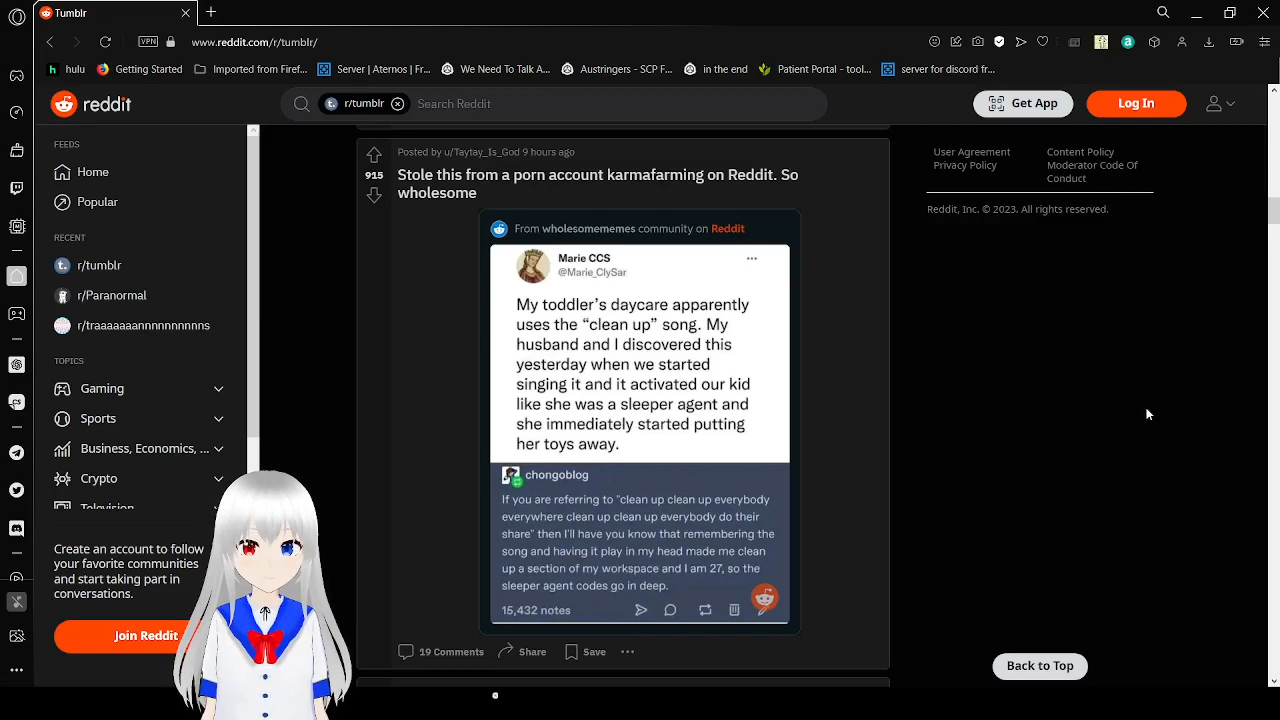 Tumblr
VPN
www.reddit.com/r/tumblr/
hulu
Getting Started
Imported from Firef...
Server | Aternos | Fr...
We Need To Talk A...
Austringers - SCP F...
in the end
Patient Portal - tool...
server for discord fr...
reddit
r/tumblr
Search Reddit
Get App
Log In
FEEDS
Home
Popular
RECENT
r/tumblr
r/Paranormal
r/traaaaaaannnnnnnnnns
TOPICS
Gaming
Sports
Business, Economics, ...
Crypto
Television
Create an account to follow
your favorite communities
and start taking part in
conversations.
Join Reddit
Posted by u/Taytay_Is_God 9 hours ago
915
Stole this from a porn account karmafarming on Reddit. So
wholesome
From wholesomememes community on Reddit
Marie CCS
@Marie_ClySar
My toddler's daycare apparently
uses the “clean up” song. My
husband and I discovered this
yesterday when we started
singing it and it activated our kid
like she was a sleeper agent and
she immediately started putting
her toys away.
chongoblog
If you are referring to "clean up clean up everybody
everywhere clean up clean up everybody do their
share" then I'll have you know that remembering the
song and having it play in my head made me clean
up a section of my workspace and I am 27, so the
sleeper agent codes go in deep.
15,432 notes
19 Comments
Share
Save
User Agreement
Privacy Policy
Content Policy
Moderator Code Of
Conduct
Reddit, Inc. © 2023. All rights reserved.
Back to Top